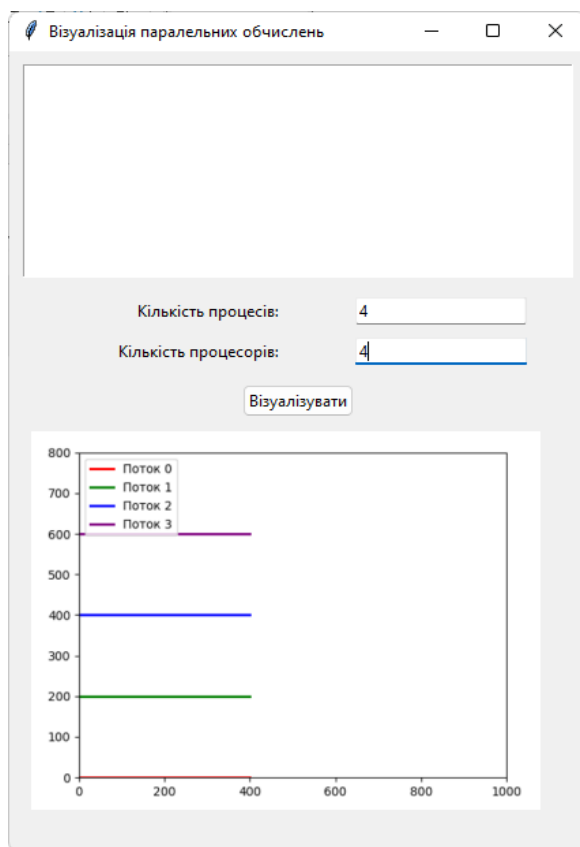 Візуалізація паралельних обчислень
Кількість процесів: 4
Кількість процесорів: 4
Візуалізувати
800
700
600
500
400
300
200
100
0
Поток 0
Поток 1
Поток 2
Поток 3
0 200 400 600 800 1000